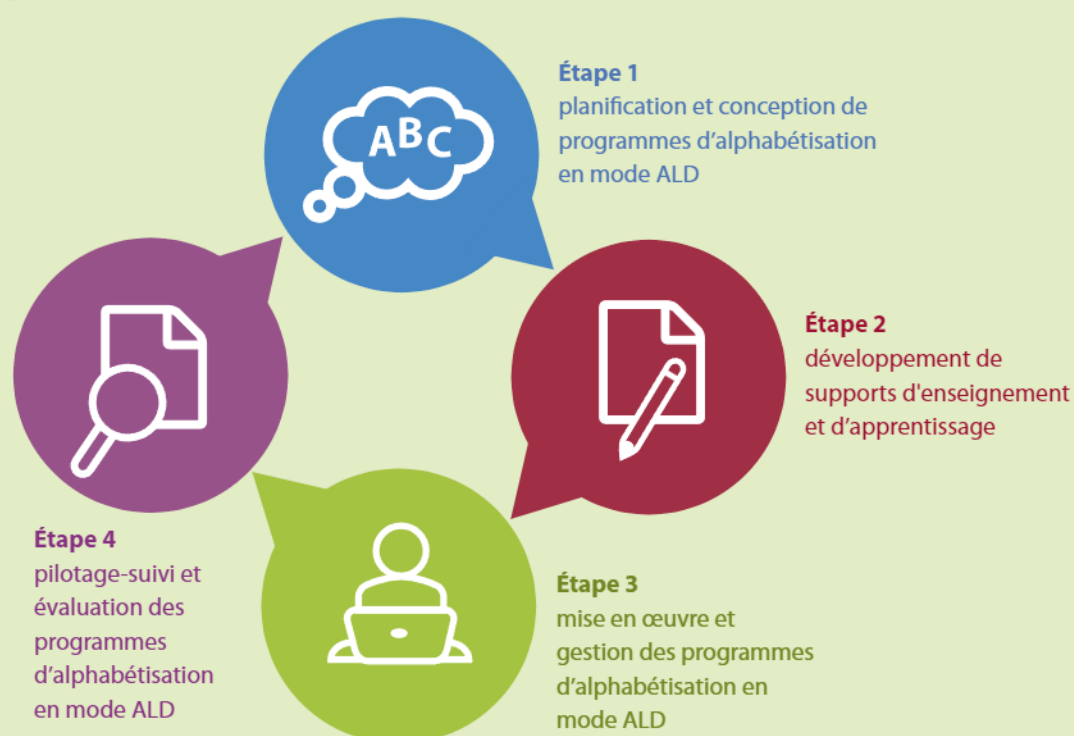 ABC
Étape 1
planification et conception de
programmes d’alphabétisation
en mode ALD
Étape 2
développement de
supports d'enseignement
et d’apprentissage
Étape 3
mise en œuvre et
gestion des programmes
d’alphabétisation en
mode ALD
Étape 4
pilotage-suivi et
évaluation des
programmes
d’alphabétisation
en mode ALD